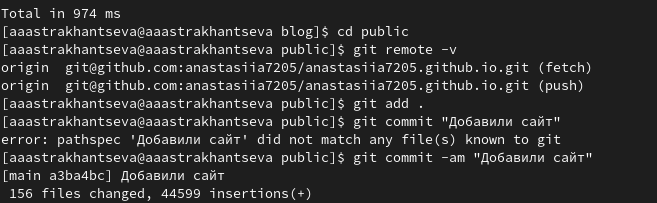 Total in 974 ms
[aaastrakhantseva@aaastrakhantseva blog]$ cd public
[aaastrakhantseva@aaastrakhantseva public]$ git remote -v
origin  git@github.com:anastasiia7205/anastasiia7205.github.io.git (fetch)
origin  git@github.com:anastasiia7205/anastasiia7205.github.io.git (push)
[aaastrakhantseva@aaastrakhantseva public]$ git add .
[aaastrakhantseva@aaastrakhantseva public]$ git commit "Добавили сайт"
error: pathspec 'Добавили сайт' did not match any file(s) known to git
[aaastrakhantseva@aaastrakhantseva public]$ git commit -am "Добавили сайт"
[main a3ba4bc] Добавили сайт
 156 files changed, 44599 insertions(+)